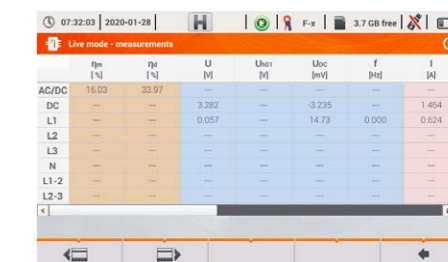 07:32:03 2020-01-28 H F-x 3.7 GB free
Live mode - measurements
ηm ηd U Uh01 UDC f I
[%] [%] [V] [V] [mV] [Hz] [A]
AC/DC 16.03 33.97 --- --- --- --- ---
DC --- --- 3.282 --- -3.235 --- 1.464
L1 --- --- 0.057 --- 14.73 0.000 0.624
L2 --- --- --- --- --- --- ---
L3 --- --- --- --- --- --- ---
N --- --- --- --- --- --- ---
L1-2 --- --- --- --- --- --- ---
L2-3 --- --- --- --- --- --- ---